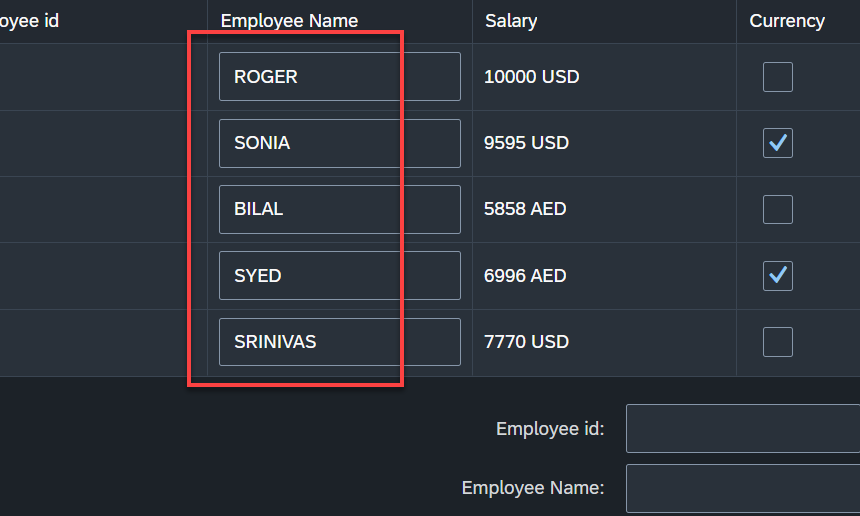 oyee id Employee Name Salary Currency
ROGER 10000 USD
SONIA 9595 USD
BILAL 5858 AED
SYED 6996 AED
SRINIVAS 7770 USD
Employee id:
Employee Name: